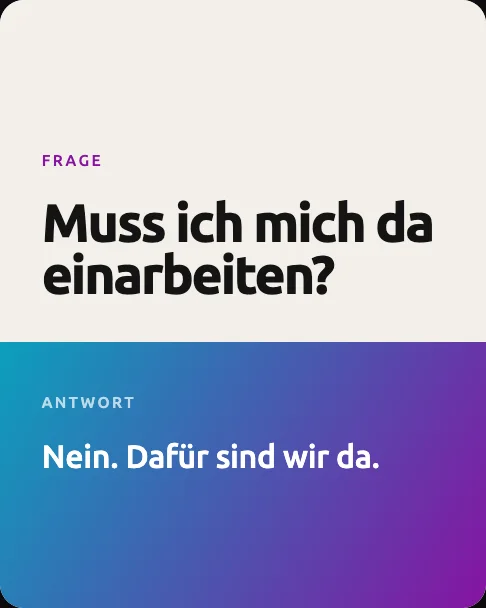 FRAGE
Muss ich mich da
einarbeiten?
ANTWORT
Nein. Dafür sind wir da.